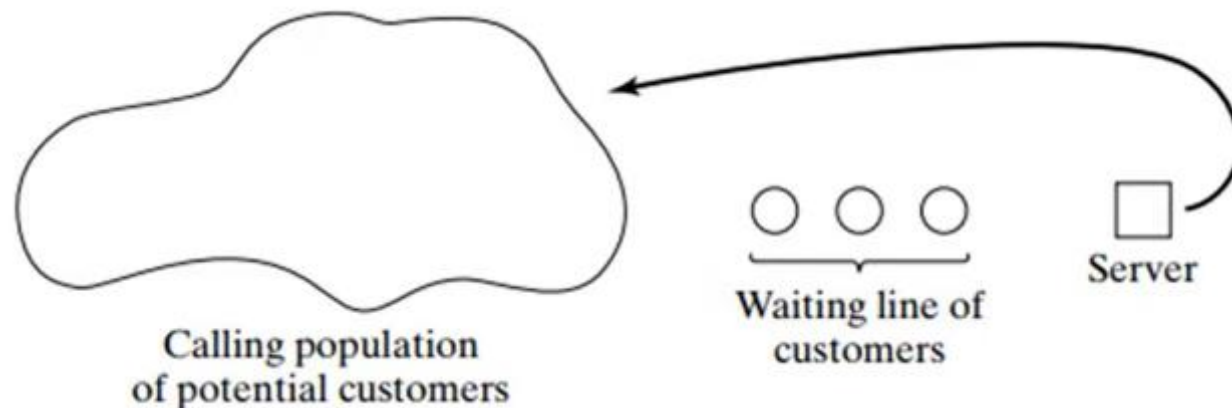 Calling population
of potential customers
Waiting line of
customers
Server